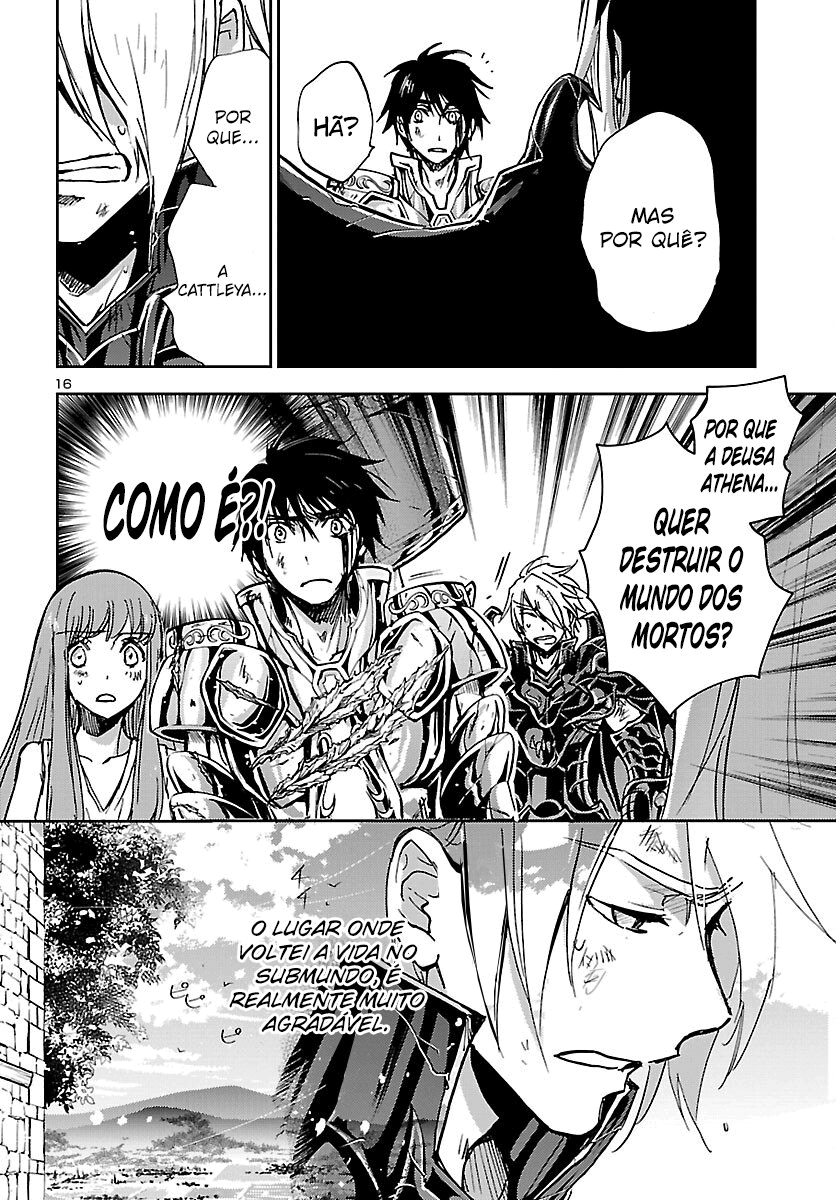 MAS
POR QUÊ?
HÃ?
POR
QUE...
A
CATTLEYA...
16
POR QUE
A DEUSA
ATHENA...
QUER
DESTRUIR O
MUNDO DOS
MORTOS?
COMO É?!
O LUGAR ONDE
VOLTEI A VIDA NO
SUBMUNDO, É
REALMENTE MUITO
AGRADÁVEL.